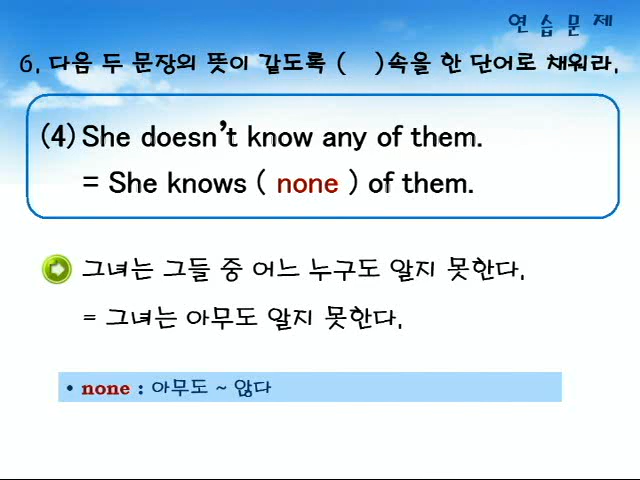 연습문제
6. 다음 두 문장의 뜻이 같도록 (   )속을 한 단어로 채워라.
(4) She doesn't know any of them.
= She knows ( none ) of them.
그녀는 그들 중 어느 누구도 알지 못한다.
= 그녀는 아무도 알지 못한다.
• none : 아무도 ~ 않다